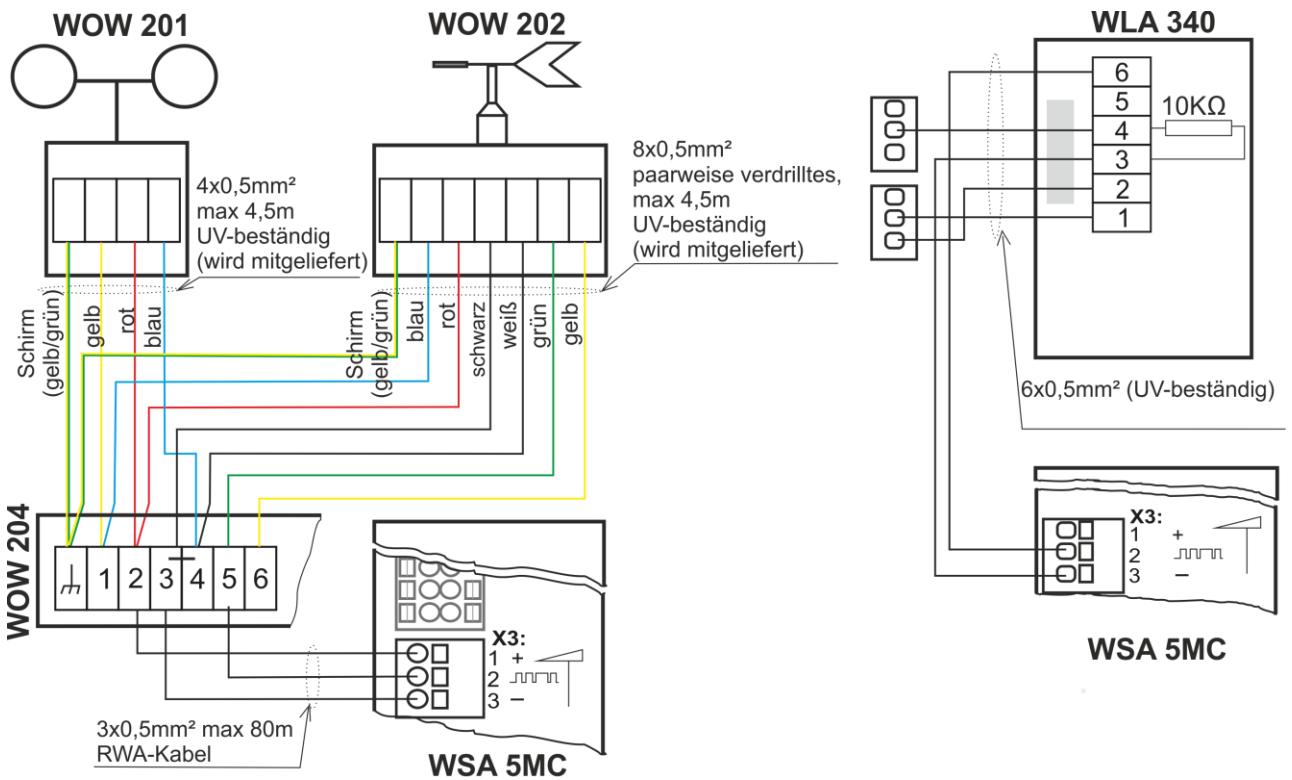 WOW 201
WOW 202
4x0,5mm²
max 4,5m
UV-beständig
(wird mitgeliefert)
8x0,5mm²
paarweise verdrilltes,
max 4,5m
UV-beständig
(wird mitgeliefert)
Schirm
(gelb/grün)
gelb
rot
blau
Schirm
(gelb/grün)
blau
rot
schwarz
weiß
grün
gelb
WOW 204
1 2 3 4 5 6
X3:
1 +
2
3 –
3x0,5mm² max 80m
RWA-Kabel
WSA 5MC
WLA 340
6
5
4
3
2
1
10KΩ
6x0,5mm² (UV-beständig)
X3:
1 +
2
3 –
WSA 5MC